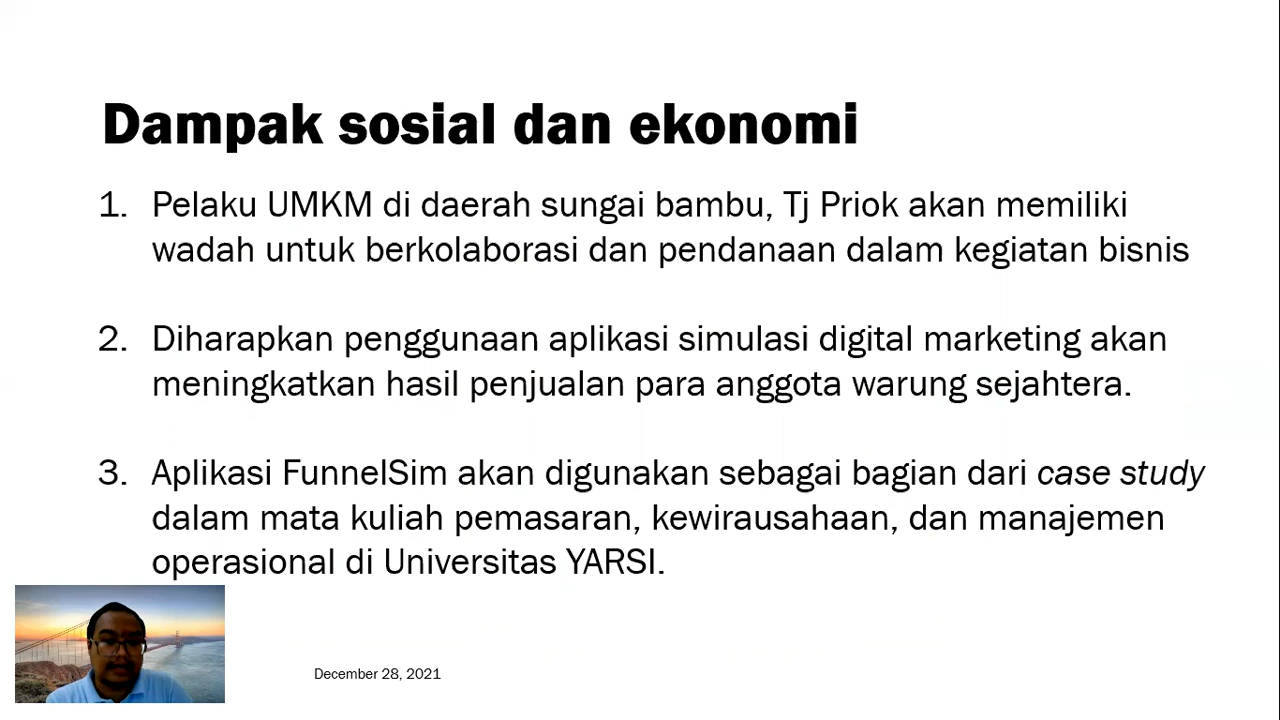 Dampak sosial dan ekonomi
1. Pelaku UMKM di daerah sungai bambu, Tj Priok akan memiliki
wadah untuk berkolaborasi dan pendanaan dalam kegiatan bisnis
2. Diharapkan penggunaan aplikasi simulasi digital marketing akan
meningkatkan hasil penjualan para anggota warung sejahtera.
3. Aplikasi FunnelSim akan digunakan sebagai bagian dari case study
dalam mata kuliah pemasaran, kewirausahaan, dan manajemen
operasional di Universitas YARSI.
December 28, 2021